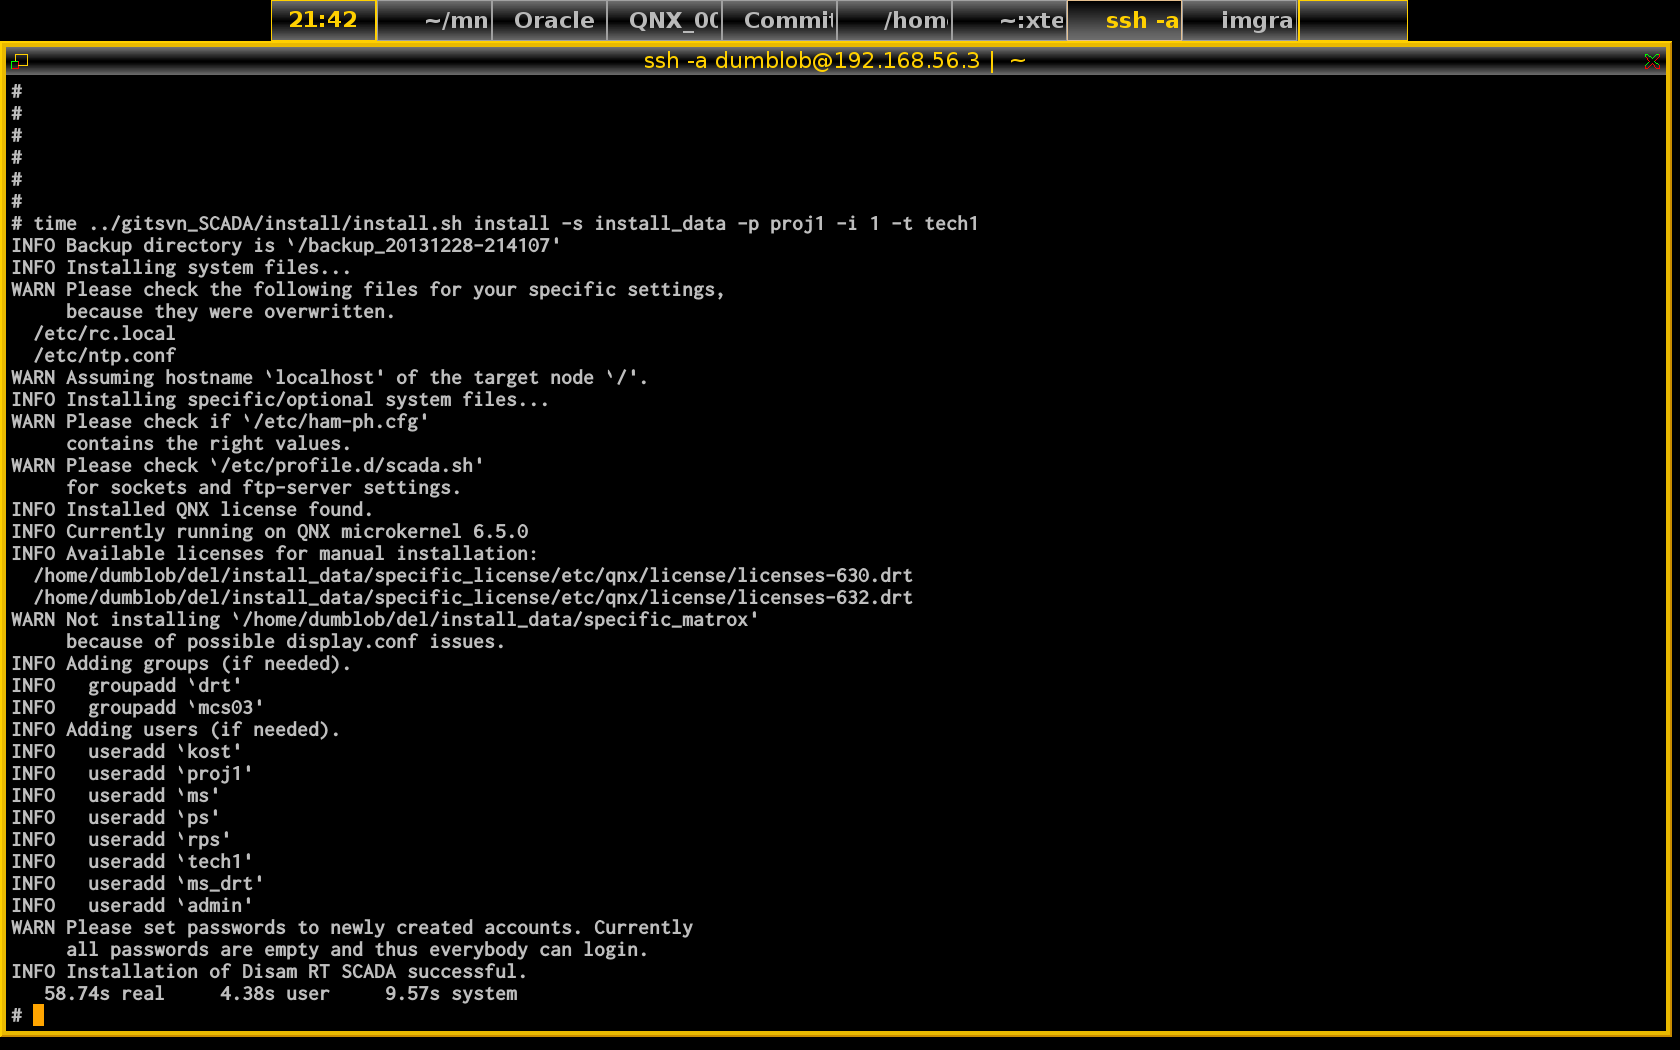 21:42 ~/mn Oracle QNX_00 Commit /hom ~:xte ssh -a imgra
ssh -a dumblob@192.168.56.3 | ~
#
#
#
#
#
#
# time ../gitsvn_SCADA/install/install.sh install -s install_data -p proj1 -i 1 -t tech1
INFO Backup directory is `/backup_20131228-214107'
INFO Installing system files...
WARN Please check the following files for your specific settings,
because they were overwritten.
/etc/rc.local
/etc/ntp.conf
WARN Assuming hostname `localhost' of the target node `/'.
INFO Installing specific/optional system files...
WARN Please check if `/etc/ham-ph.cfg'
contains the right values.
WARN Please check `/etc/profile.d/scada.sh'
for sockets and ftp-server settings.
INFO Installed QNX license found.
INFO Currently running on QNX microkernel 6.5.0
INFO Available licenses for manual installation:
/home/dumblob/del/install_data/specific_license/etc/qnx/license/licenses-630.drt
/home/dumblob/del/install_data/specific_license/etc/qnx/license/licenses-632.drt
WARN Not installing `/home/dumblob/del/install_data/specific_matrox'
because of possible display.conf issues.
INFO Adding groups (if needed).
INFO groupadd `drt'
INFO groupadd `mcs03'
INFO Adding users (if needed).
INFO useradd `kost'
INFO useradd `proj1'
INFO useradd `ms'
INFO useradd `ps'
INFO useradd `rps'
INFO useradd `tech1'
INFO useradd `ms_drt'
INFO useradd `admin'
WARN Please set passwords to newly created accounts. Currently
all passwords are empty and thus everybody can login.
INFO Installation of Disam RT SCADA successful.
58.74s real 4.38s user 9.57s system
#